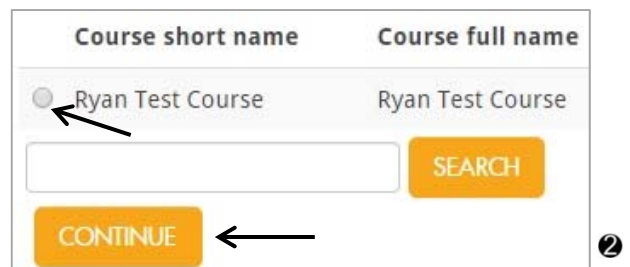 Course short name Course full name
Ryan Test Course Ryan Test Course
SEARCH
CONTINUE
❷